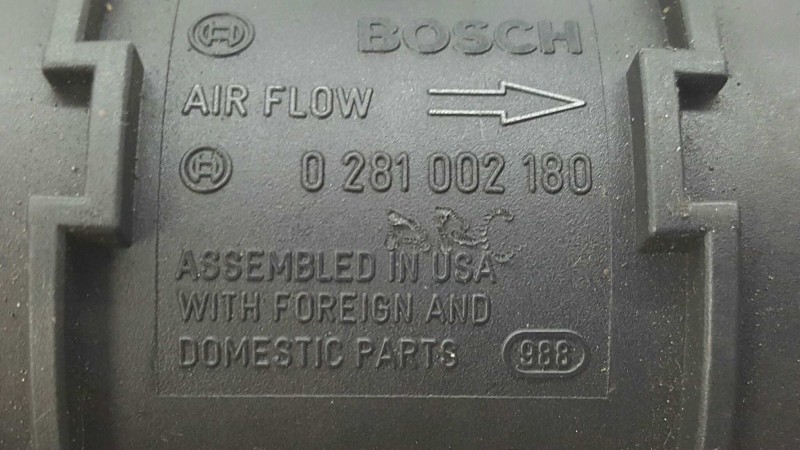 BOSCH
AIR FLOW
0 281 002 180
ASSEMBLED IN USA
WITH FOREIGN AND
DOMESTIC PARTS 988